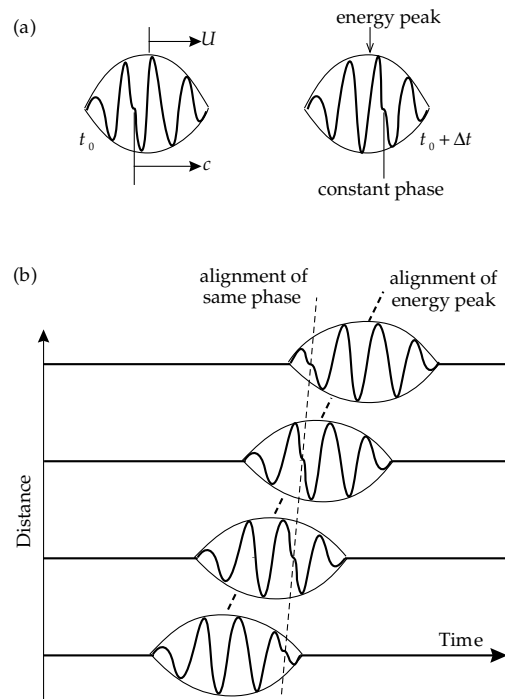 (a)
U
energy peak
t₀
t₀ + Δt
c
constant phase
(b)
alignment of
same phase
alignment of
energy peak
Distance
Time